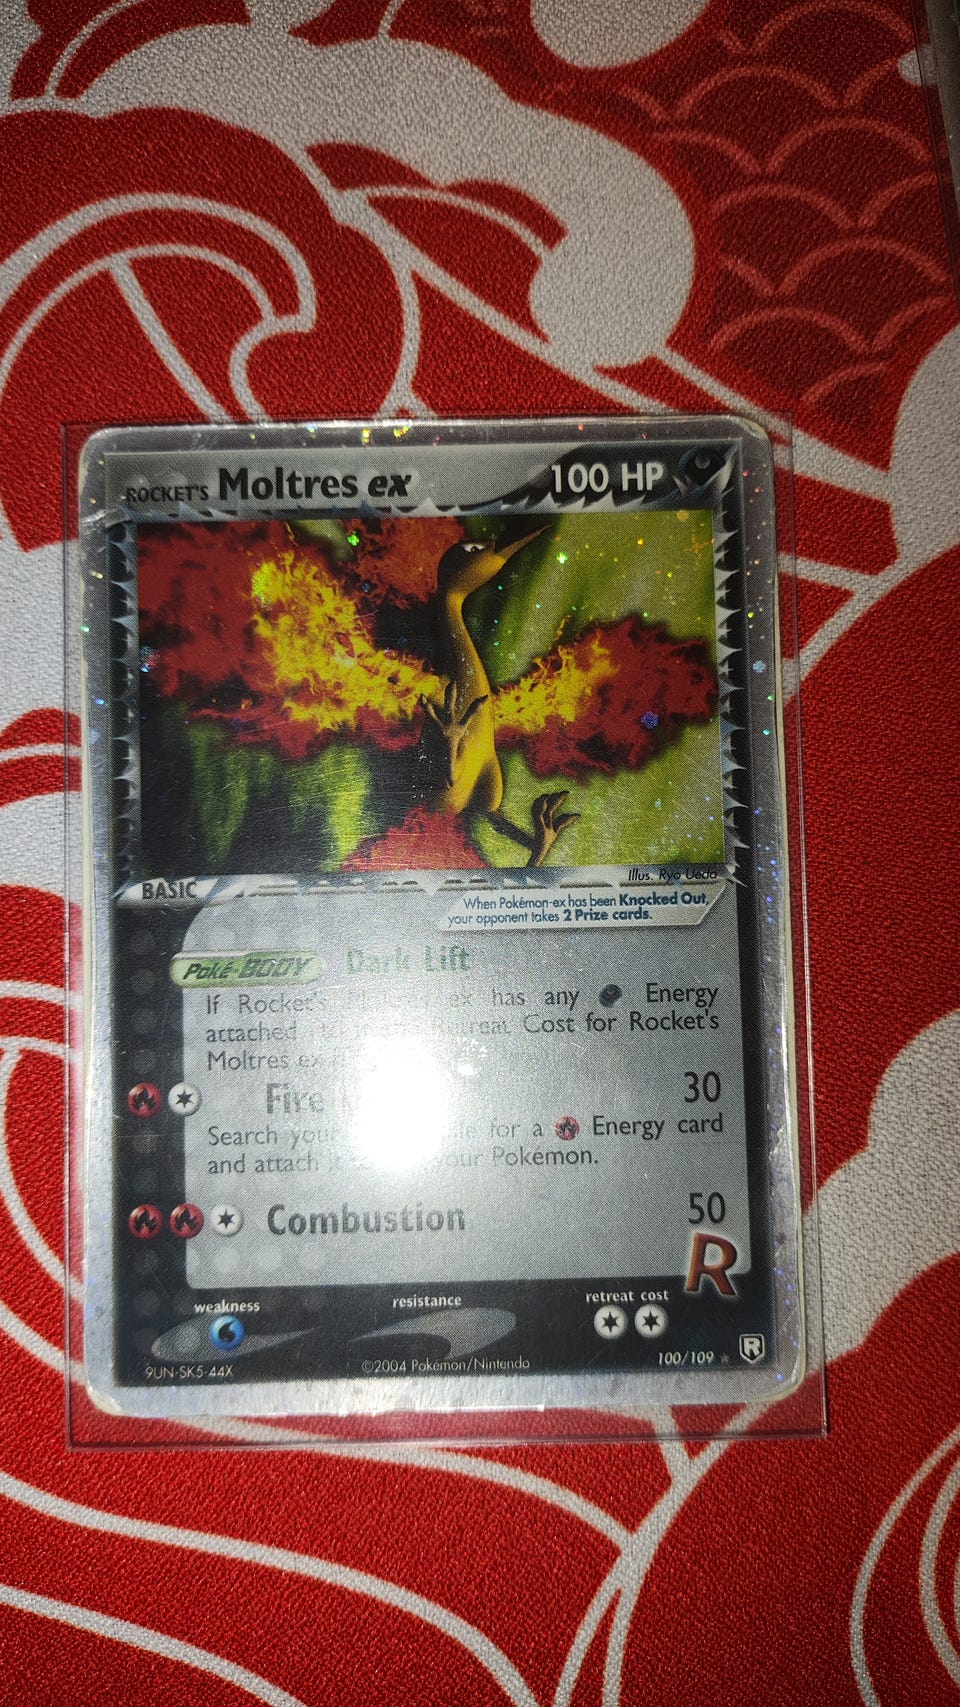 ROCKET'S Moltres ex 100 HP
Illus. Ryo Ueda
BASIC
When Pokémon-ex has been Knocked Out,
your opponent takes 2 Prize cards.
Poké-BODY Dark Lift
If Rocket's ex has any Energy
attached Retreat Cost for Rocket's
Moltres ex
Fire 30
Search your for a Energy card
and attach it your Pokémon.
Combustion 50
R
weakness resistance retreat cost
9UN-SK5-44X ©2004 Pokémon/Nintendo 100/109 ★ R